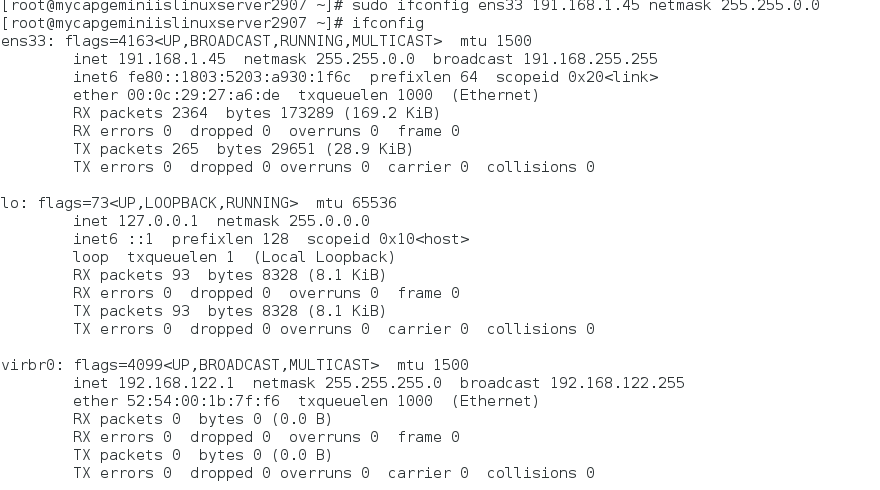 [root@mycapgeminiislinuxserver2907 ~]# sudo ifconfig ens33 191.168.1.45 netmask 255.255.0.0
[root@mycapgeminiislinuxserver2907 ~]# ifconfig
ens33: flags=4163<UP,BROADCAST,RUNNING,MULTICAST>  mtu 1500
        inet 191.168.1.45  netmask 255.255.0.0  broadcast 191.168.255.255
        inet6 fe80::1803:5203:a930:1f6c  prefixlen 64  scopeid 0x20<link>
        ether 00:0c:29:27:a6:de  txqueuelen 1000  (Ethernet)
        RX packets 2364  bytes 173289 (169.2 KiB)
        RX errors 0  dropped 0  overruns 0  frame 0
        TX packets 265  bytes 29651 (28.9 KiB)
        TX errors 0  dropped 0 overruns 0  carrier 0  collisions 0

lo: flags=73<UP,LOOPBACK,RUNNING>  mtu 65536
        inet 127.0.0.1  netmask 255.0.0.0
        inet6 ::1  prefixlen 128  scopeid 0x10<host>
        loop  txqueuelen 1  (Local Loopback)
        RX packets 93  bytes 8328 (8.1 KiB)
        RX errors 0  dropped 0  overruns 0  frame 0
        TX packets 93  bytes 8328 (8.1 KiB)
        TX errors 0  dropped 0 overruns 0  carrier 0  collisions 0

virbr0: flags=4099<UP,BROADCAST,MULTICAST>  mtu 1500
        inet 192.168.122.1  netmask 255.255.255.0  broadcast 192.168.122.255
        ether 52:54:00:1b:7f:f6  txqueuelen 1000  (Ethernet)
        RX packets 0  bytes 0 (0.0 B)
        RX errors 0  dropped 0  overruns 0  frame 0
        TX packets 0  bytes 0 (0.0 B)
        TX errors 0  dropped 0 overruns 0  carrier 0  collisions 0